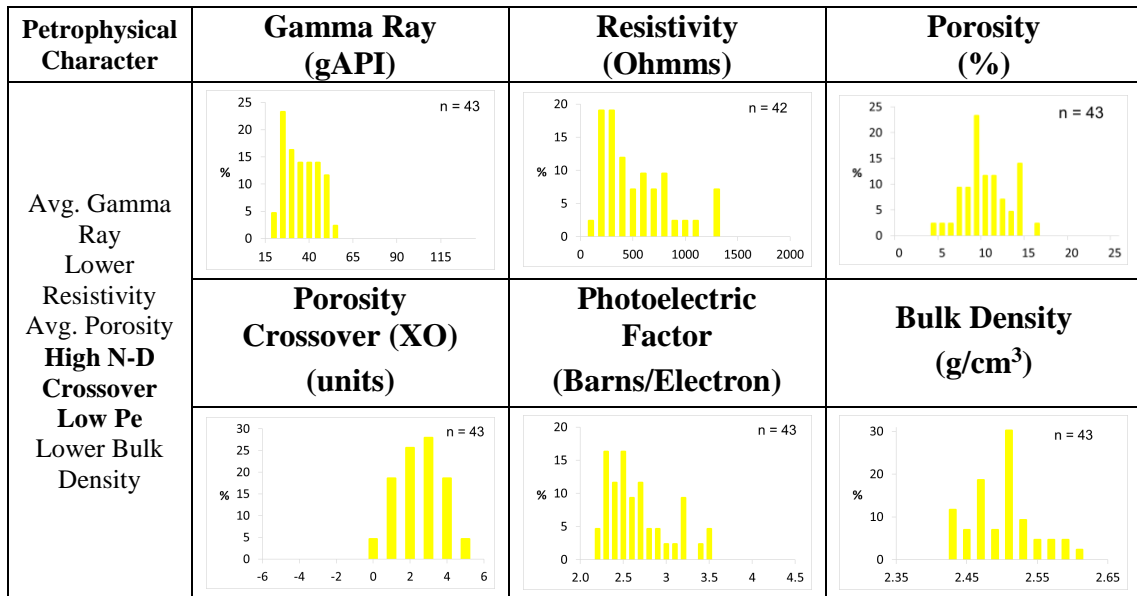 Petrophysical
Character
Gamma Ray
(gAPI)
Resistivity
(Ohmms)
Porosity
(%)
Avg. Gamma
Ray
Lower
Resistivity
Avg. Porosity
High N-D
Crossover
Low Pe
Lower Bulk
Density
n = 43
25
20
15
10
5
0
%
15 40 65 90 115
n = 42
20
15
10
5
0
%
0 500 1000 1500 2000
n = 43
25
20
15
10
5
0
%
0 5 10 15 20 25
Porosity
Crossover (XO)
(units)
Photoelectric
Factor
(Barns/Electron)
Bulk Density
(g/cm³)
n = 43
30
25
20
15
10
5
0
%
-6 -4 -2 0 2 4 6
n = 43
20
15
10
5
0
%
2.0 2.5 3.0 3.5 4.0 4.5
n = 43
30
20
10
0
%
2.35 2.45 2.55 2.65